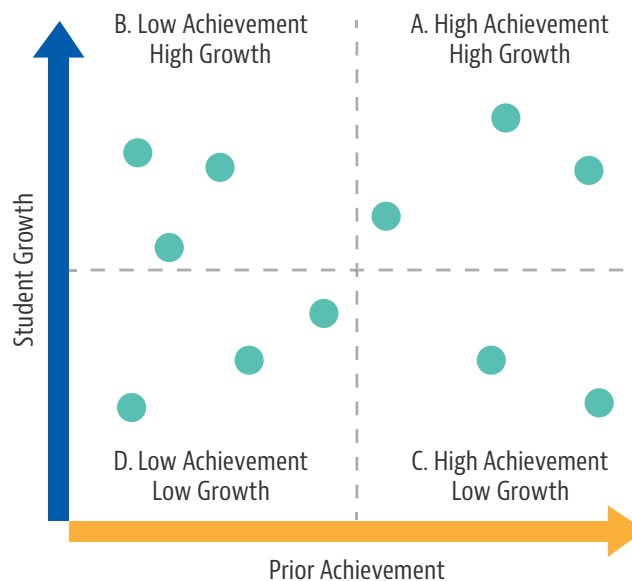 B. Low Achievement
High Growth
A. High Achievement
High Growth
Student Growth
D. Low Achievement
Low Growth
C. High Achievement
Low Growth
Prior Achievement